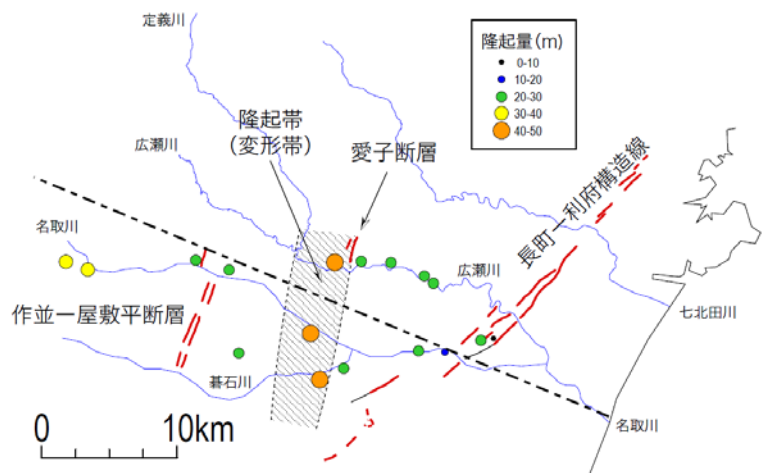 定義川
隆起量(m)
0-10
10-20
20-30
30-40
40-50
隆起帯
(変形帯)
広瀬川
愛子断層
長町ー利府構造線
名取川
広瀬川
七北田川
作並ー屋敷平断層
碁石川
名取川
0 10km